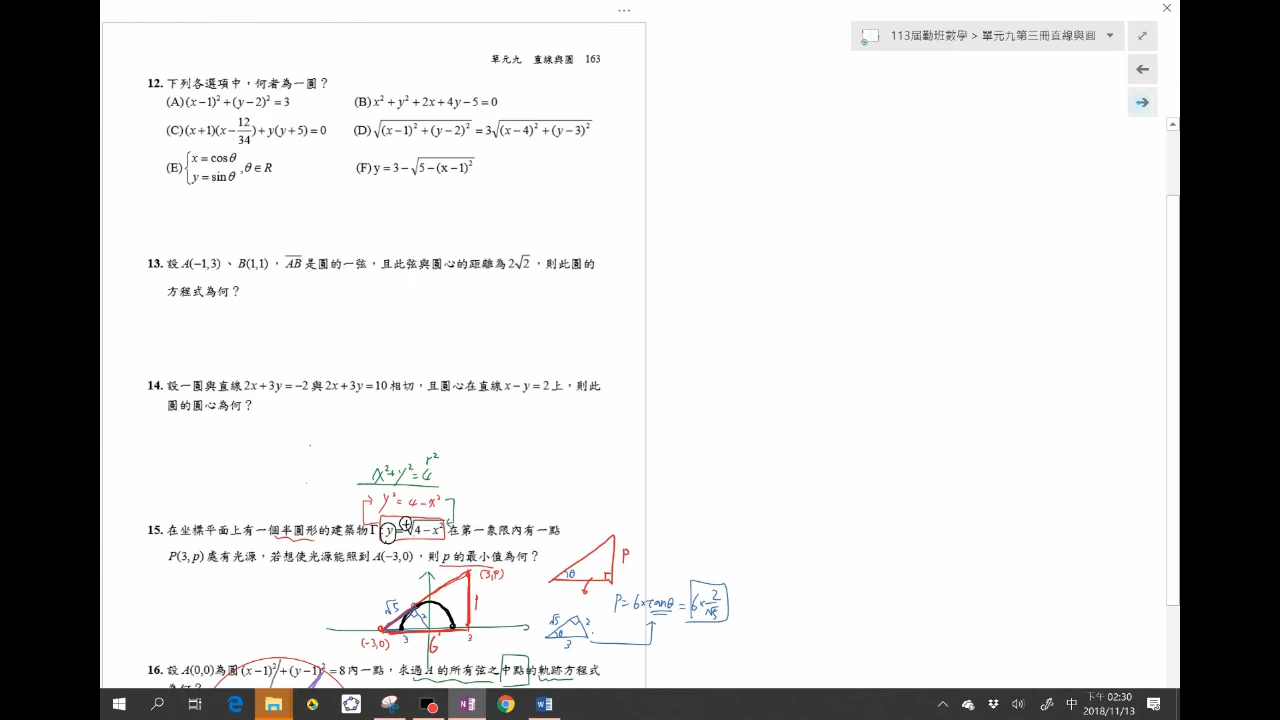 113屆勤班數學 > 單元九第三冊直線與圓
單元九 直線與圓 163
12. 下列各選項中，何者為一圓？
(A) (x−1)²+(y−2)²=3 (B) x²+y²+2x+4y−5=0
(C) (x+1)(x−12/34)+y(y+5)=0 (D) √((x−1)²+(y−2)²) = 3√((x−4)²+(y−3)²)
(E) {x=cosθ, y=sinθ ,θ∈R (F) y=3−√(5−(x−1)²)
13. 設 A(−1,3)、B(1,1)，AB 是圓的一弦，且此弦與圓心的距離為2√2，則此圓的
方程式為何？
14. 設一圓與直線2x+3y=−2與2x+3y=10相切，且圓心在直線x−y=2上，則此
圓的圓心為何？
x²+y²=4 r²
y²=4−x²
15. 在坐標平面上有一個半圓形的建築物Γ:y=√(4−x²)在第一象限內有一點
P(3,p)處有光源，若想使光源能照到A(−3,0)，則p的最小值為何？
(3,P)
P
θ
6
P=6×tanθ=6×2/√5
√5
2
P
(-3,0)
3
6
3
√5
2
θ
3
16. 設A(0,0)為圓(x−1)²+(y−1)²=8內一點，求過A的所有弦之中點的軌跡方程式
為何？
中
下午 02:30
2018/11/13